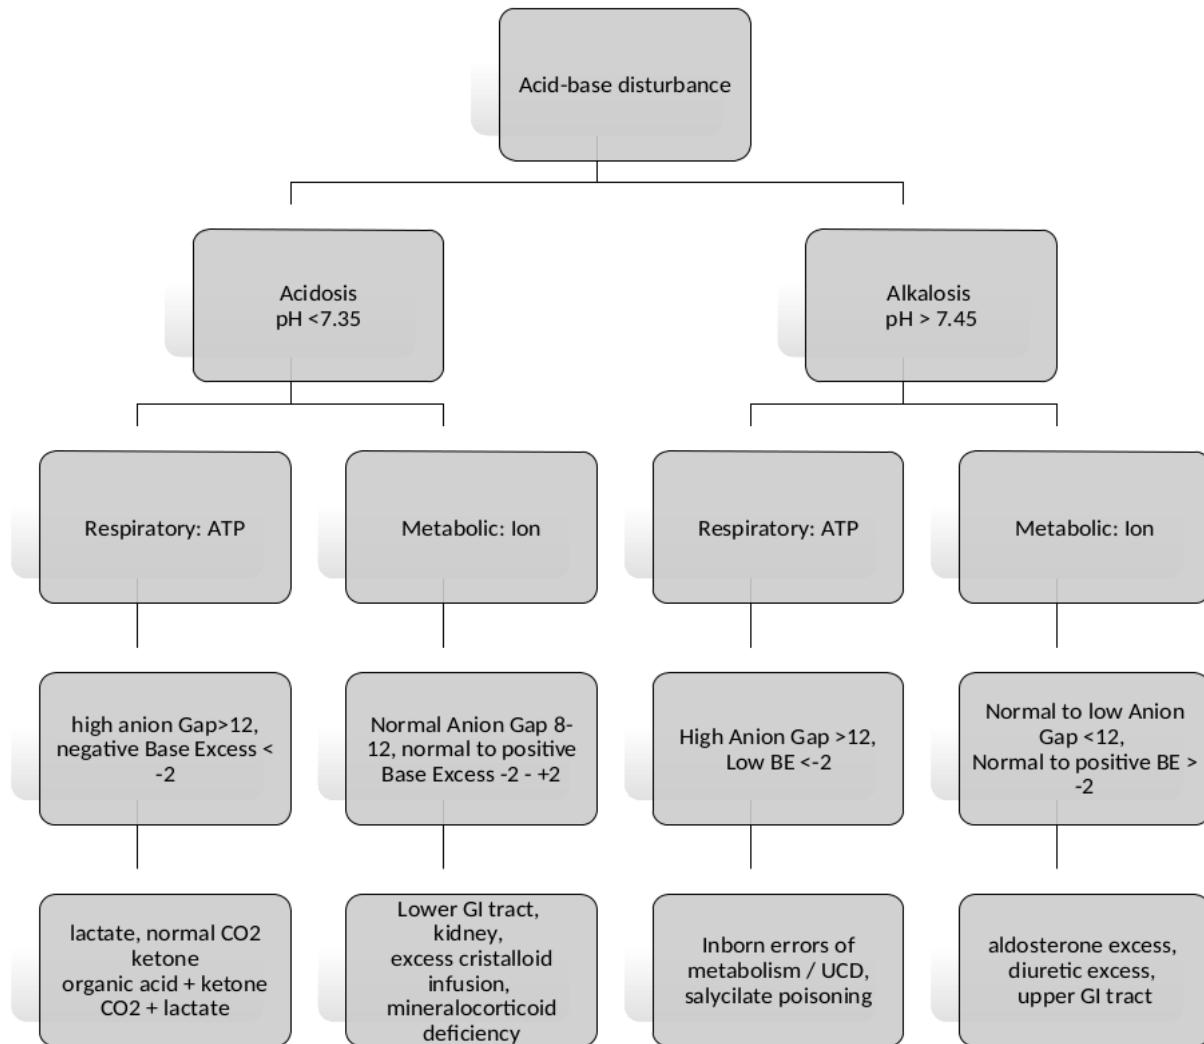 Acid-base disturbance
Acidosis
pH <7.35
Alkalosis
pH > 7.45
Respiratory: ATP
Metabolic: Ion
Respiratory: ATP
Metabolic: Ion
high anion Gap>12,
negative Base Excess <
-2
Normal Anion Gap 8-
12, normal to positive
Base Excess -2 - +2
High Anion Gap >12,
Low BE <-2
Normal to low Anion
Gap <12,
Normal to positive BE >
-2
lactate, normal CO2
ketone
organic acid + ketone
CO2 + lactate
Lower GI tract,
kidney,
excess cristalloid
infusion,
mineralocorticoid
deficiency
Inborn errors of
metabolism / UCD,
salycilate poisoning
aldosterone excess,
diuretic excess,
upper GI tract